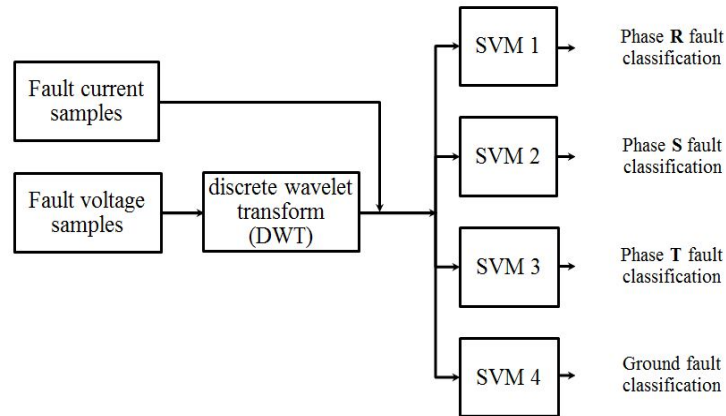 Fault current
samples
Fault voltage
samples
discrete wavelet
transform
(DWT)
SVM 1
Phase R fault
classification
SVM 2
Phase S fault
classification
SVM 3
Phase T fault
classification
SVM 4
Ground fault
classification